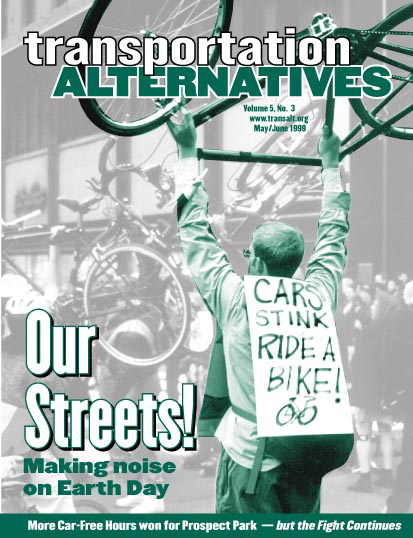 transportation
ALTERNATIVES
Volume 5, No. 3
www.transalt.org
May/June 1999
CARS
STINK
RIDE A
BIKE!
Our
Streets!
Making noise
on Earth Day
More Car-Free Hours won for Prospect Park — but the Fight Continues